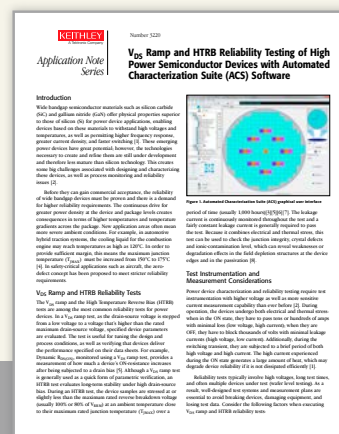 KEITHLEY
A Tektronix Company
Application Note
Series
Number 3220
VDS Ramp and HTRB Reliability Testing of High
Power Semiconductor Devices with Automated
Characterization Suite (ACS) Software
Introduction
Wide bandgap semiconductor materials such as silicon carbide
(SiC) and gallium nitride (GaN) offer physical properties superior
to those of silicon (Si) for power device applications, enabling
devices based on these materials to withstand high voltages and
temperatures, as well as permitting higher frequency response,
greater current density, and faster switching [1]. These emerging
power devices have great potential; however, the technologies
necessary to create and refine them are still under development
and therefore less mature than silicon technology. This creates
some big challenges associated with designing and characterizing
these devices, as well as process monitoring and reliability
issues [2].
Before they can gain commercial acceptance, the reliability
of wide bandgap devices must be proven and there is a demand
for higher reliability requirements. The continuous drive for
greater power density at the device and package levels creates
consequences in terms of higher temperatures and temperature
gradients across the package. New application areas often mean
more severe ambient conditions. For example, in automotive
hybrid traction systems, the cooling liquid for the combustion
engine may reach temperatures as high as 120°C. In order to
provide sufficient margin, this means the maximum junction
temperature (TJMAX) must be increased from 150°C to 175°C
[4]. In safety-critical applications such as aircraft, the zero-
defect concept has been proposed to meet stricter reliability
requirements.
VDS Ramp and HTRB Reliability Tests
The VDS ramp and the High Temperature Reverse Bias (HTRB)
tests are among the most common reliability tests for power
devices. In a VDS ramp test, as the drain-source voltage is stepped
from a low voltage to a voltage that's higher than the rated
maximum drain-source voltage, specified device parameters
are evaluated. The test is useful for tuning the design and
process conditions, as well as verifying that devices deliver
the performance specified on their data sheets. For example,
Dynamic RDS(ON), monitored using a VDS ramp test, provides a
measurement of how much a device's ON-resistance increases
after being subjected to a drain bias [5]. Although a VDS ramp test
is generally used as a quick form of parametric verification, an
HTRB test evaluates long-term stability under high drain-source
bias. During an HTRB test, the device samples are stressed at or
slightly less than the maximum rated reverse breakdown voltage
(usually 100% or 80% of VRRM) at an ambient temperature close
to their maximum rated junction temperature (TJMAX) over a
Figure 1. Automated Characterization Suite (ACS) graphical user interface
period of time (usually 1,000 hours)[3][5][6][7]. The leakage
current is continuously monitored throughout the test and a
fairly constant leakage current is generally required to pass
the test. Because it combines electrical and thermal stress, this
test can be used to check the junction integrity, crystal defects
and ionic-contamination level, which can reveal weaknesses or
degradation effects in the field depletion structures at the device
edges and in the passivation [8].
Test Instrumentation and
Measurement Considerations
Power device characterization and reliability testing require test
instrumentation with higher voltage as well as more sensitive
current measurement capability than ever before [2]. During
operation, the devices undergo both electrical and thermal stress:
when in the ON state, they have to pass tens or hundreds of amps
with minimal loss (low voltage, high current); when they are
OFF, they have to block thousands of volts with minimal leakage
currents (high voltage, low current). Additionally, during the
switching transient, they are subjected to a brief period of both
high voltage and high current. The high current experienced
during the ON state generates a large amount of heat, which may
degrade device reliability if it is not dissipated efficiently [1].
Reliability tests typically involve high voltages, long test times,
and often multiple devices under test (wafer level testing). As a
result, well-designed test systems and measurement plans are
essential to avoid breaking devices, damaging equipment, and
losing test data. Consider the following factors when executing
VDS ramp and HTRB reliability tests: